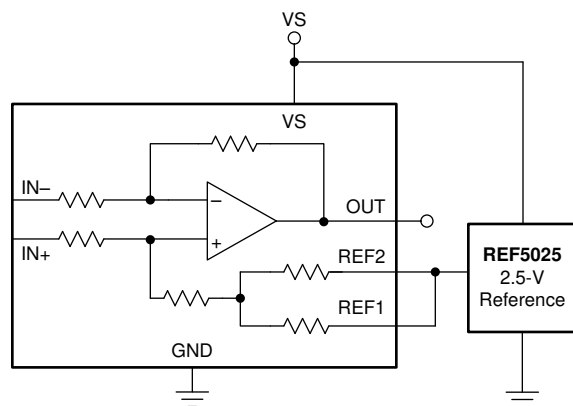 VS
VS
IN–
–
OUT
+
IN+
REF2
REF1
REF5025
2.5-V
Reference
GND